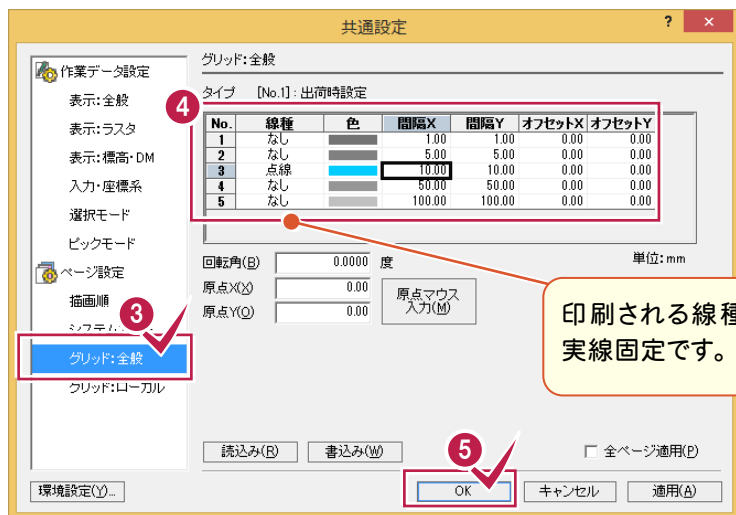 共通設定
? ×
作業データ設定
表示:全般
表示:ラスタ
表示:標高・DM
入力・座標系
選択モード
ピックモード
ページ設定
描画順
3
グリッド:全般
グリッド:ローカル
環境設定(Y)...
グリッド:全般
タイプ [No.1]:出荷時設定
4
No. 線種 色 間隔X 間隔Y オフセットX オフセットY
1 なし 1.00 1.00 0.00 0.00
2 なし 5.00 5.00 0.00 0.00
3 点線 10.00 10.00 0.00 0.00
4 なし 50.00 50.00 0.00 0.00
5 なし 100.00 100.00 0.00 0.00
回転角(B) 0.0000 度
単位:mm
原点X(X) 0.00
原点Y(O) 0.00
原点マウス
入力(M)
印刷される線種
実線固定です。
読込み(R) 書込み(W)
5
全ページ適用(P)
OK キャンセル 適用(A)